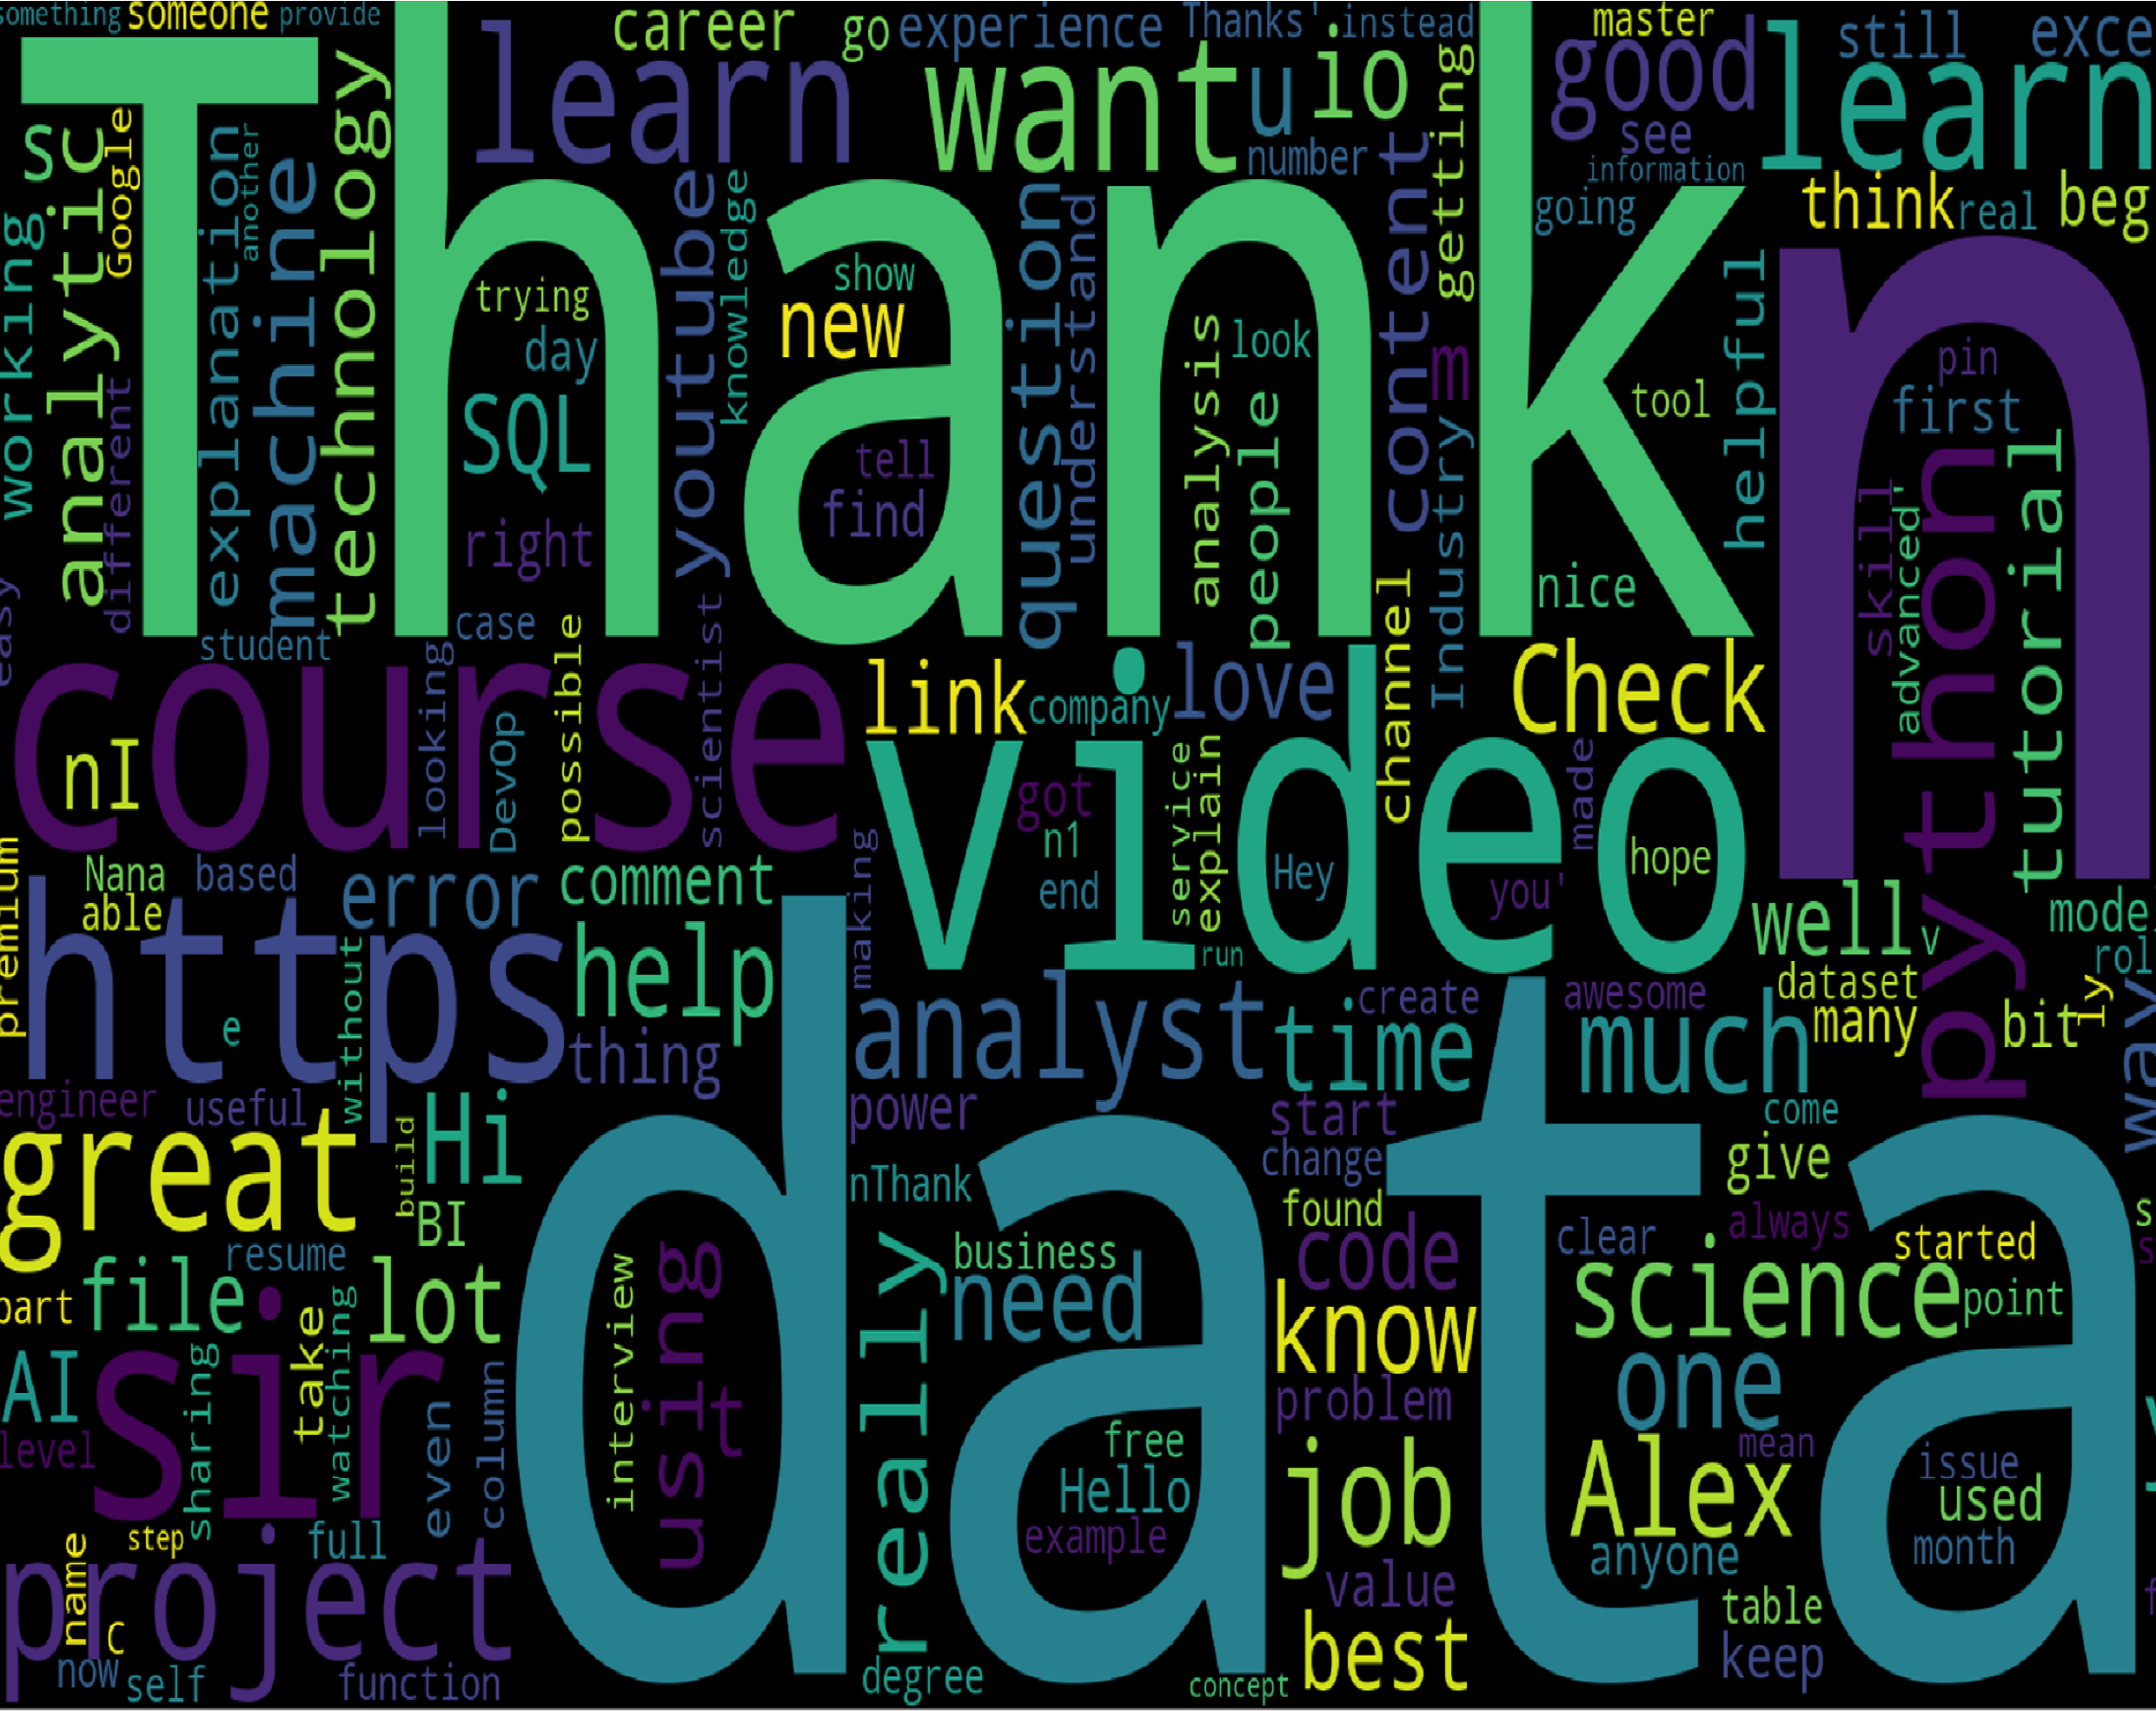 something someone provide
career go experience Thanks' instead
master still exce
Thank
learn
want u io
good learn
number
see
information
going
think real beg
working
analytic
sc
Google
different
explanation
another
machine
technology
youtube
knowledge
question
understand
analysis
people
content
getting
Industry
m
helpful
trying
day
SQL
right
show
new
tell
find
look
tool
nice
n
pin
first
skill
advanced'
python
tutorial
easy
student case
course
nI
looking
DevOp
possible
scientist
link company love
channel
Check
video
got
n1
end
service
explain
Hey
run
you'
made
hope
making
premium
Nana based
able
error comment
https
e
without
help
thing
well v
mode
dataset
many
bit
ly
rol
way
analyst time create
awesome
much
come
engineer useful
power start
change
great
build
Hi
BI
nThank
data
found
give
always
clear
started
resume
file
lot
business
need
code
science point
part
sir
take
watching
sharing
AI
level
even
column
interview
using
t
really
know
problem
one
mean
free
Hello
example
job
Alex
issue
used
month
anyone
value
table
keep
best
step full
project
name
C
now self function
degree concept